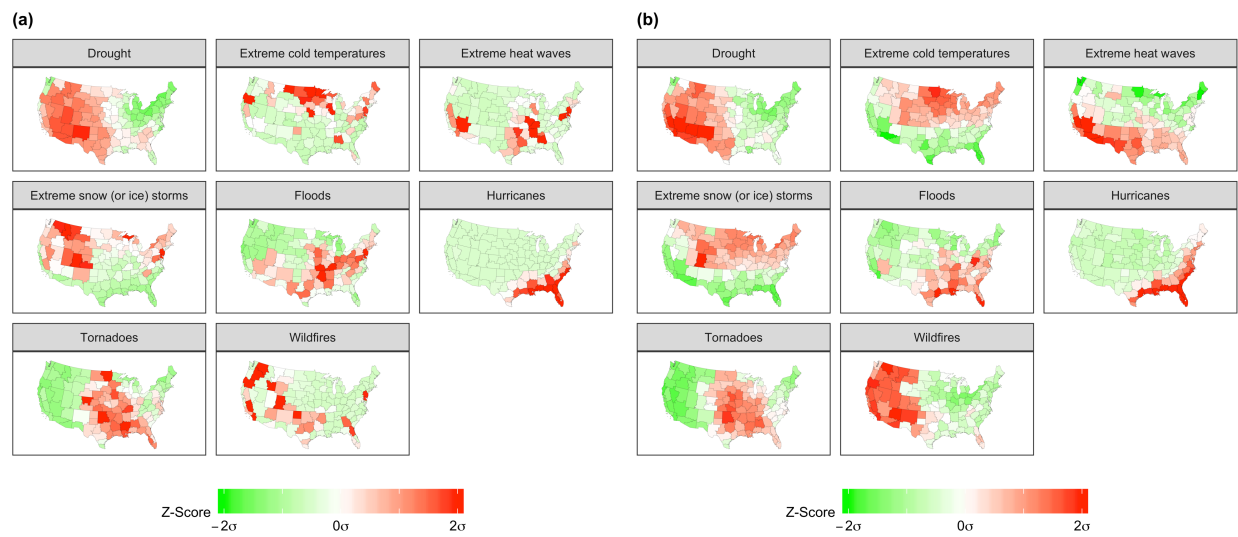 (a)
Drought
Extreme cold temperatures
Extreme heat waves
Extreme snow (or ice) storms
Floods
Hurricanes
Tornadoes
Wildfires
Z-Score
−2σ
0σ
2σ
(b)
Drought
Extreme cold temperatures
Extreme heat waves
Extreme snow (or ice) storms
Floods
Hurricanes
Tornadoes
Wildfires
Z-Score
−2σ
0σ
2σ